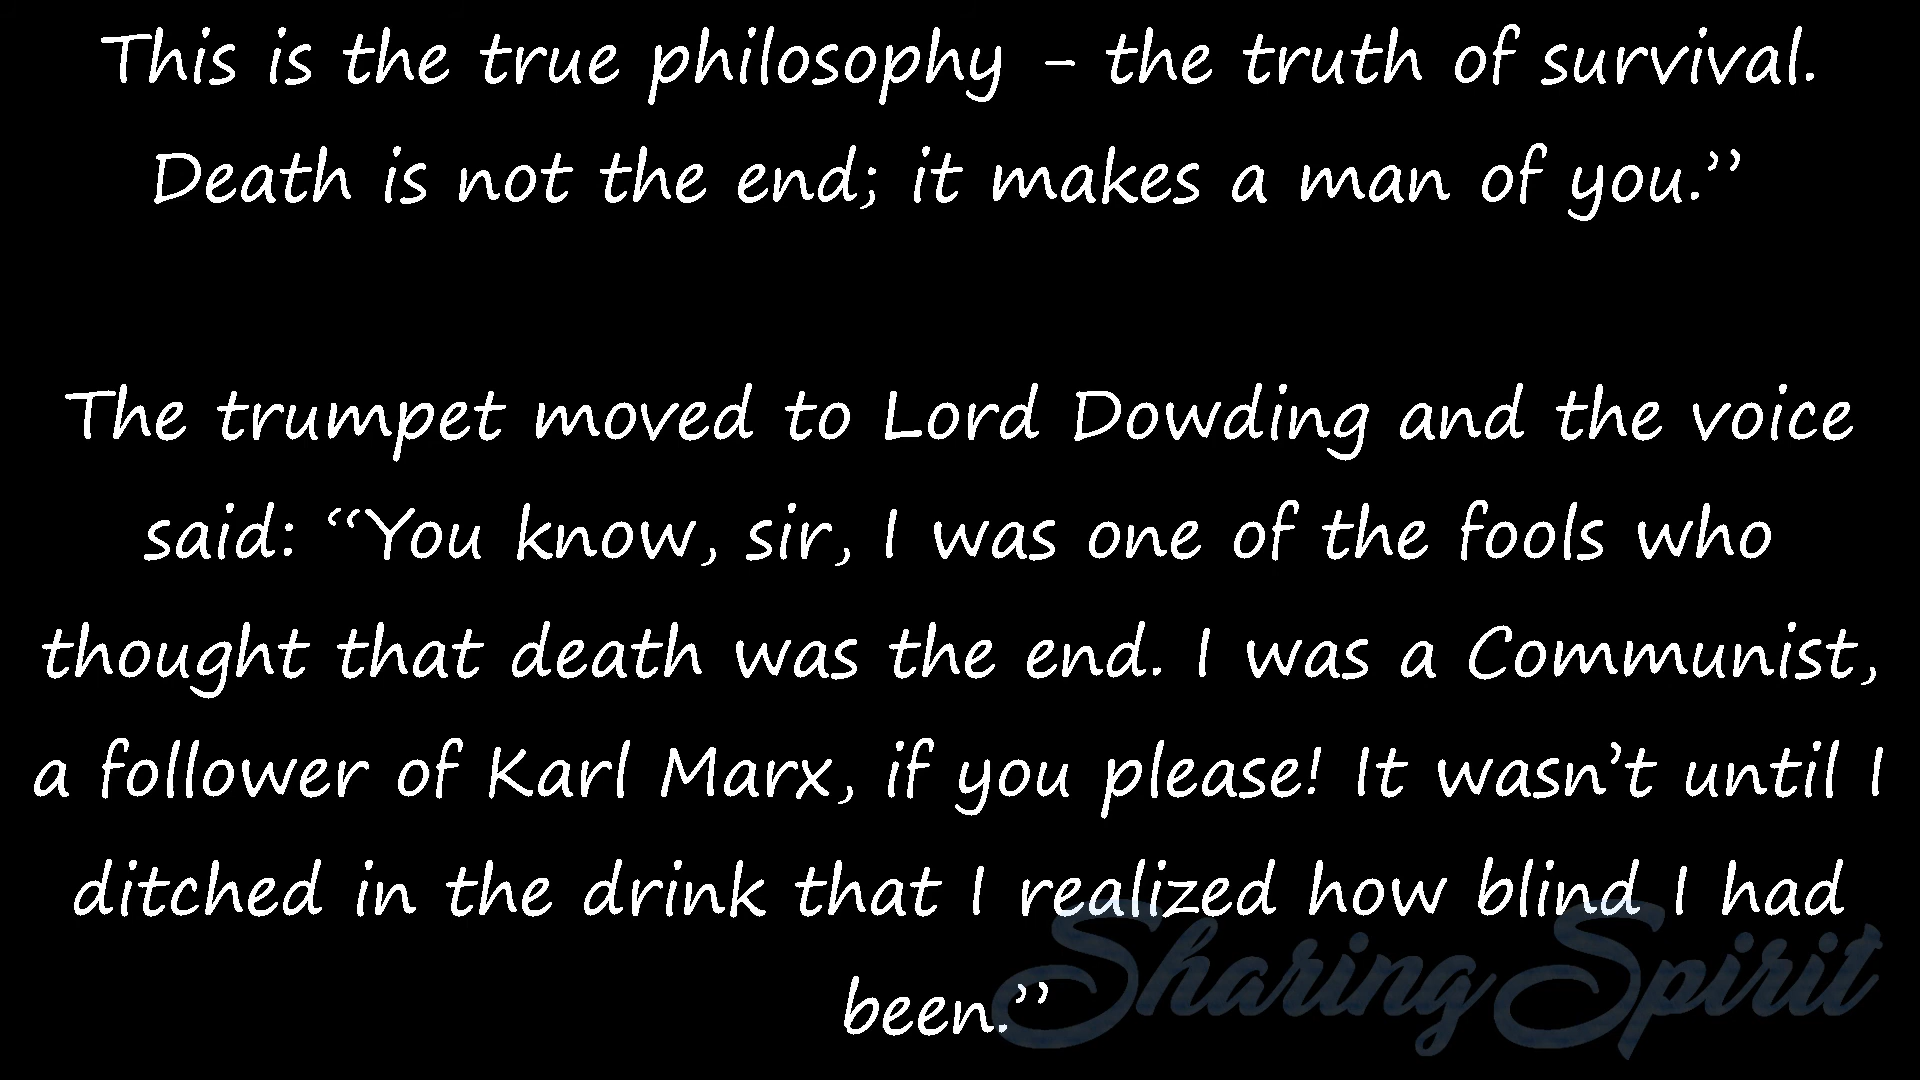 This is the true philosophy - the truth of survival.
Death is not the end; it makes a man of you.”
The trumpet moved to Lord Dowding and the voice
said: “You know, sir, I was one of the fools who
thought that death was the end. I was a Communist,
a follower of Karl Marx, if you please! It wasn’t until I
ditched in the drink that I realized how blind I had
been.”
Sharing Spirit